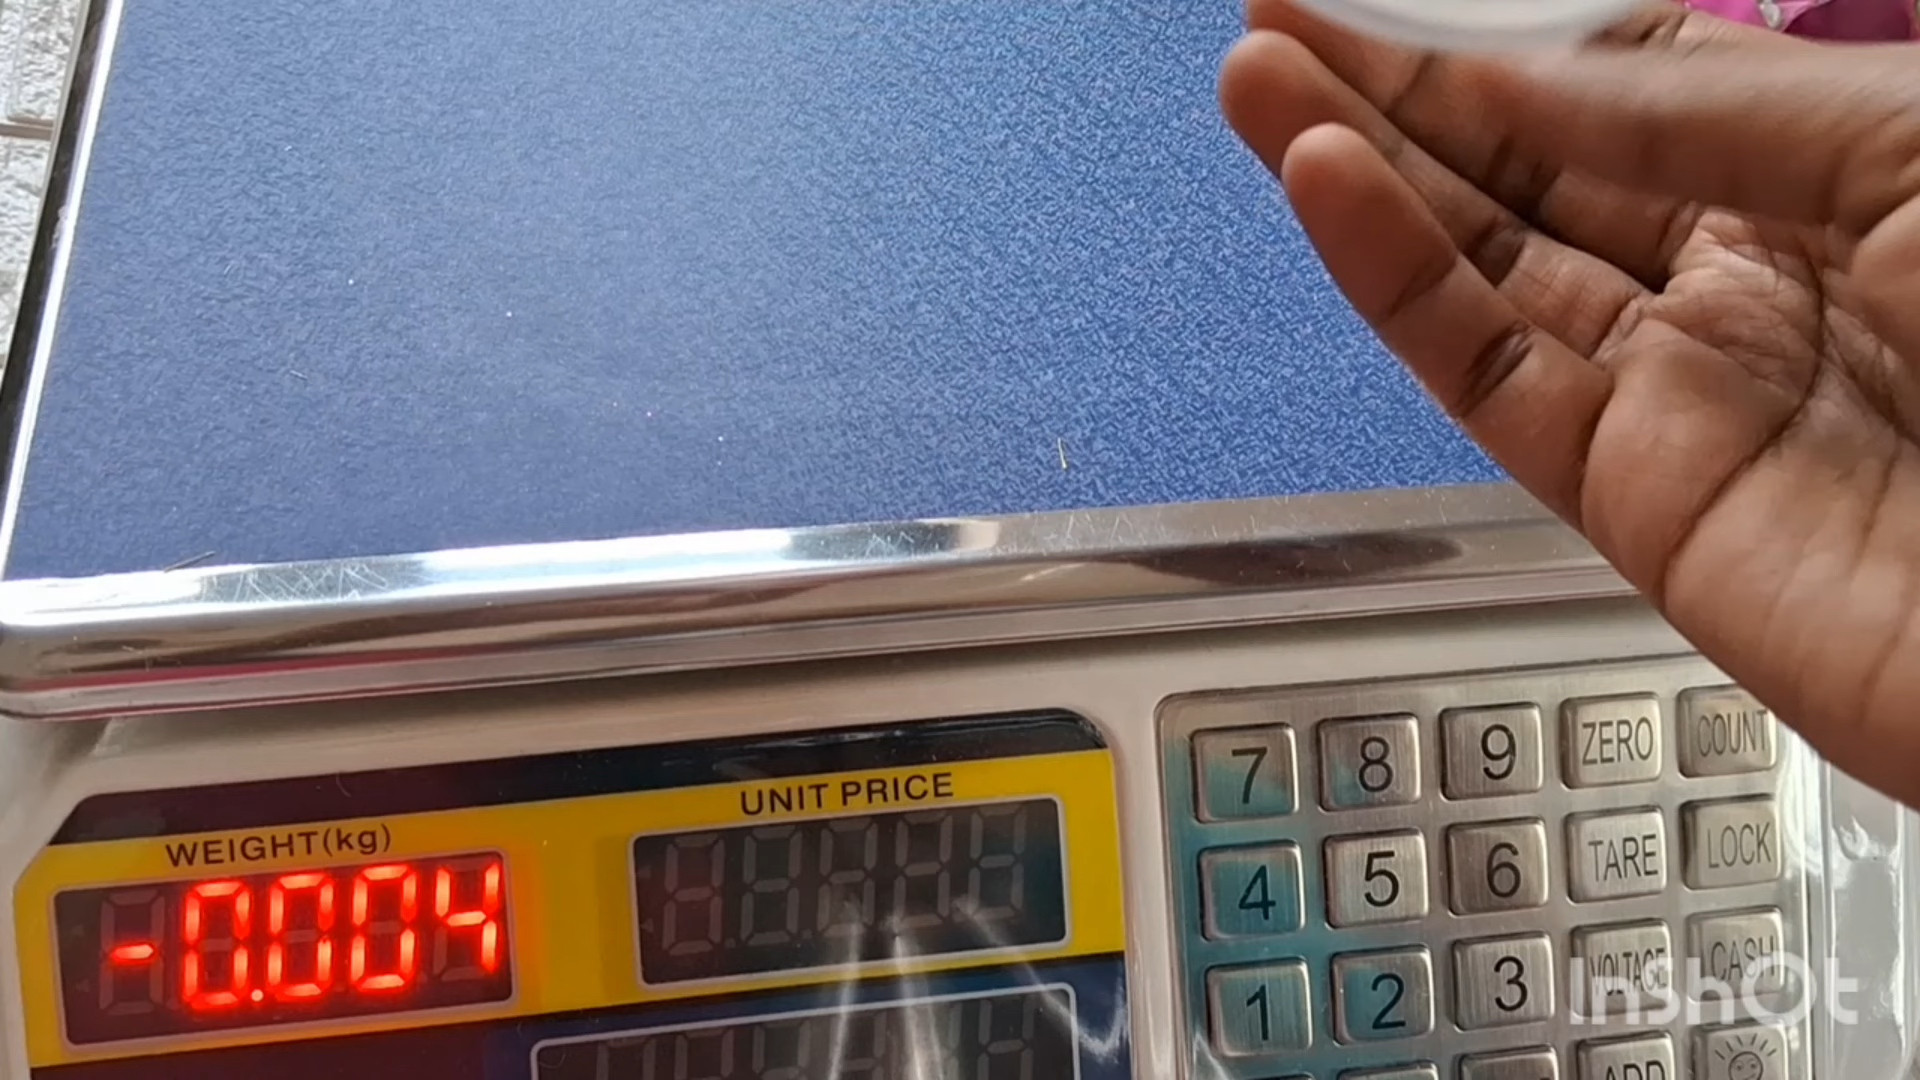 WEIGHT(kg)
UNIT PRICE
-0.004
7 8 9 ZERO COUNT
4 5 6 TARE LOCK
1 2 3 VOLTAGE CASH
ADD
InShOt